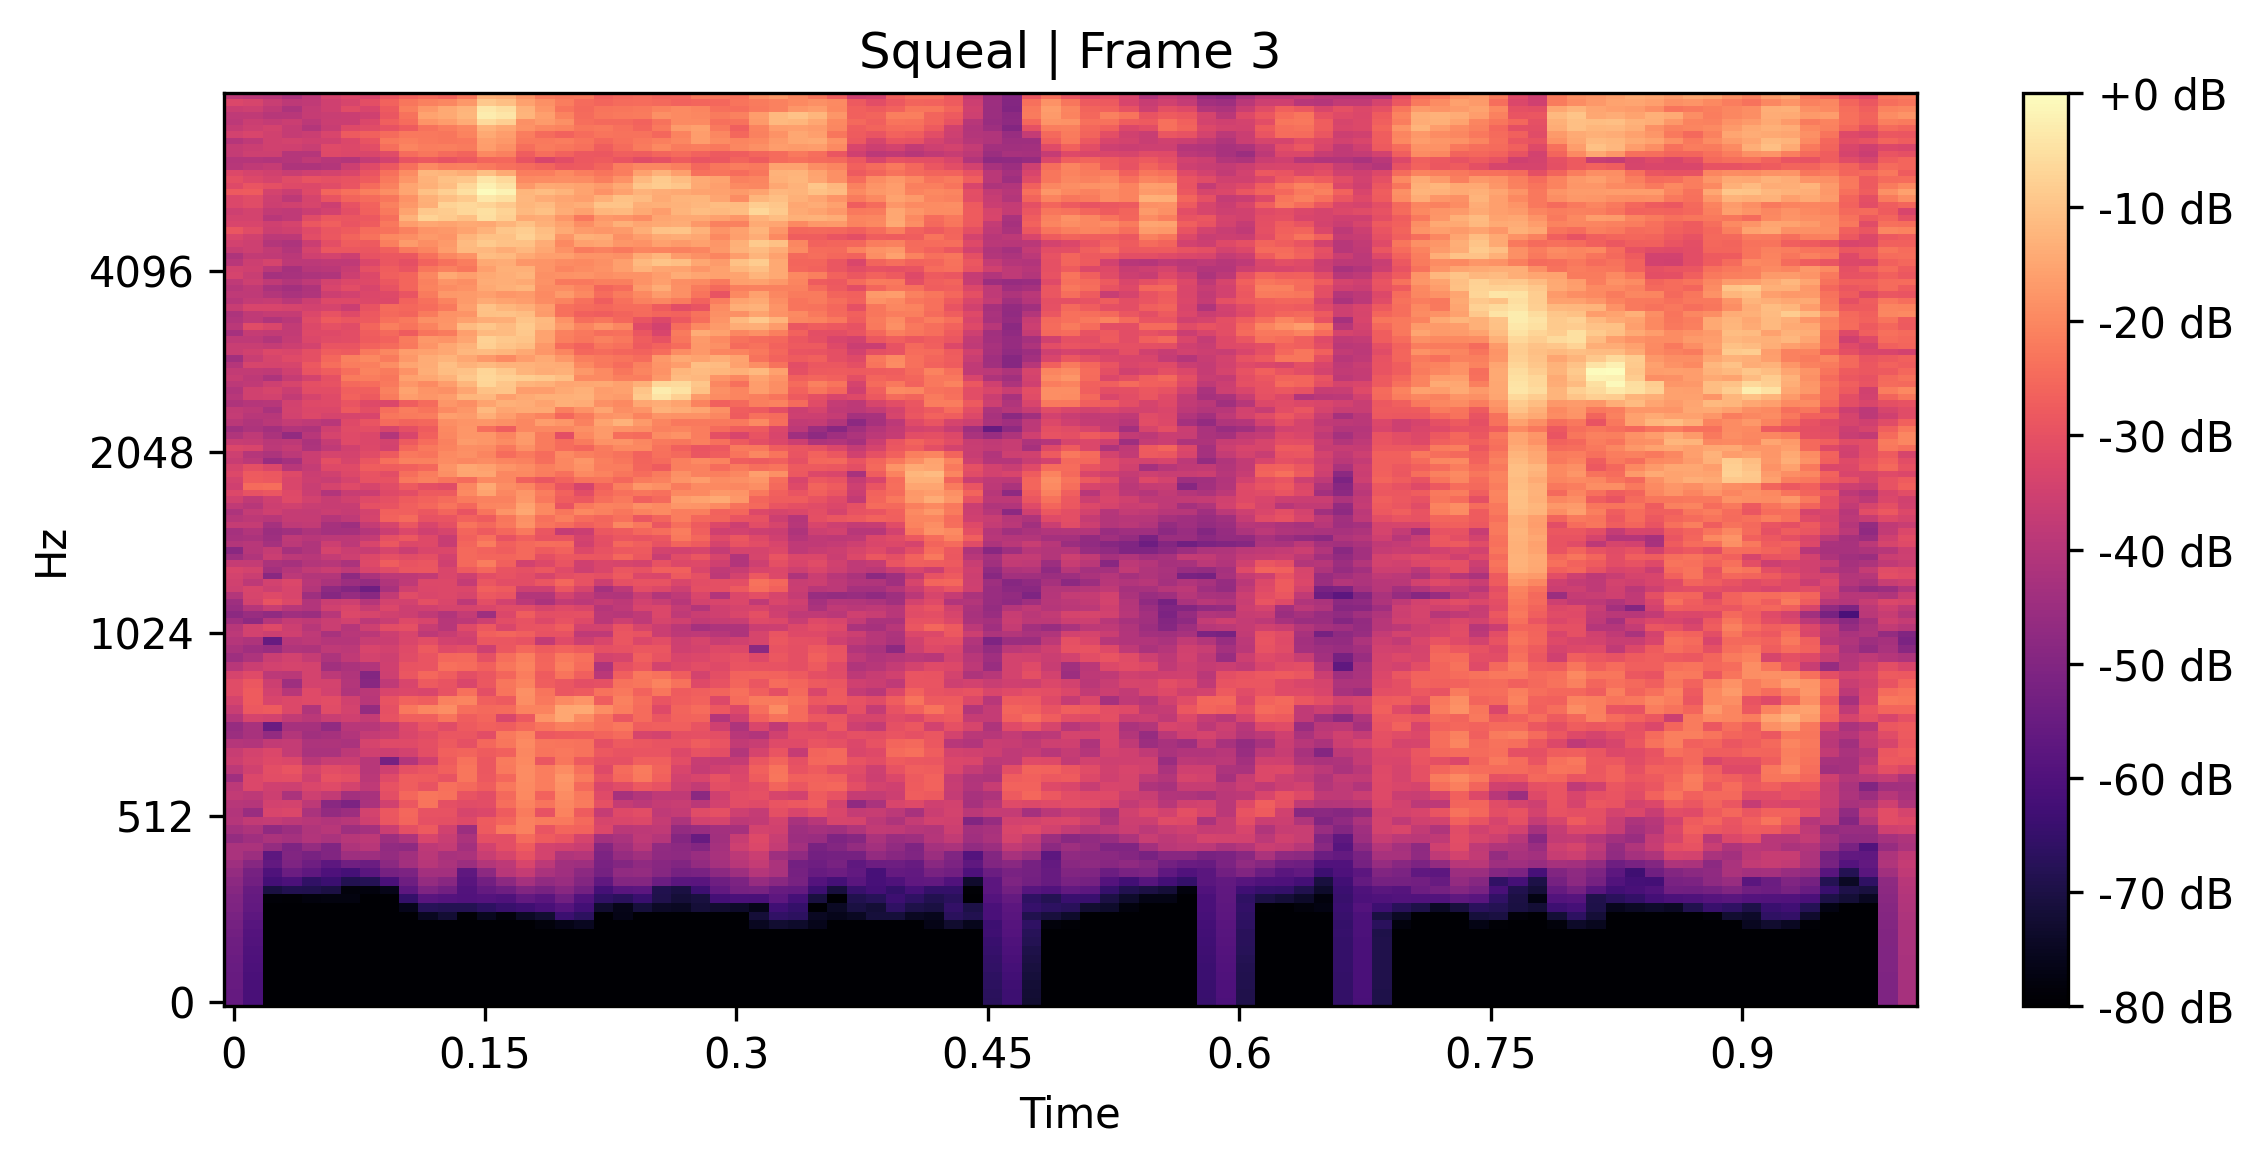 Squeal | Frame 3
+0 dB
-10 dB
-20 dB
-30 dB
-40 dB
-50 dB
-60 dB
-70 dB
-80 dB
Hz
4096
2048
1024
512
0
0 0.15 0.3 0.45 0.6 0.75 0.9
Time